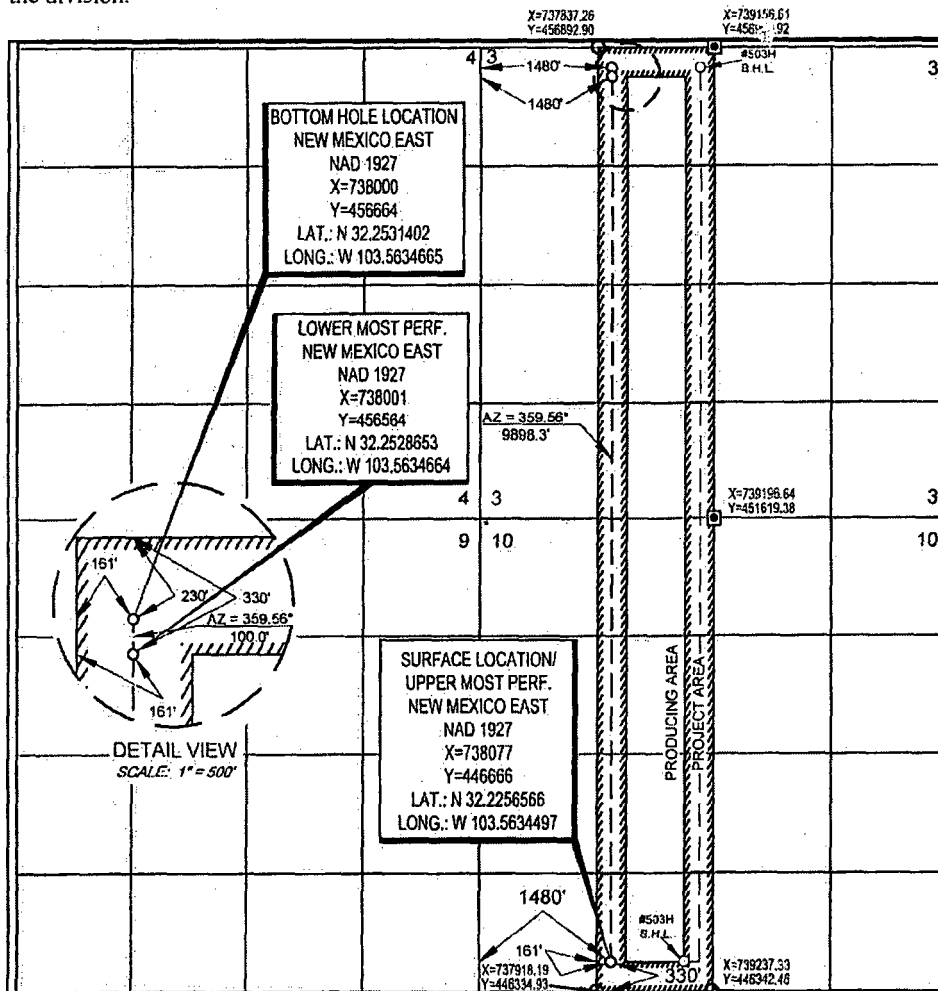 the division.
X=737837.26
Y=456892.90
X=739156.61
#503H
B.H.L.
4 3
3
1480'
1480'
BOTTOM HOLE LOCATION
NEW MEXICO EAST
NAD 1927
X=738000
Y=456664
LAT.: N 32.2531402
LONG.: W 103.5634665
LOWER MOST PERF.
NEW MEXICO EAST
NAD 1927
X=738001
Y=456564
LAT.: N 32.2528653
LONG.: W 103.5634664
AZ = 359.56°
9898.3'
4 3
9 10
X=739196.64
Y=451619.38
3
10
161'
230'
330'
AZ = 359.56°
100.0'
161'
DETAIL VIEW
SCALE: 1" = 500'
SURFACE LOCATION/
UPPER MOST PERF.
NEW MEXICO EAST
NAD 1927
X=738077
Y=446666
LAT.: N 32.2256566
LONG.: W 103.5634497
PRODUCING AREA
PROJECT AREA
1480'
161'
#503H
B.H.L.
330'
X=737918.19
Y=446334.93
X=739237.33
Y=446342.46